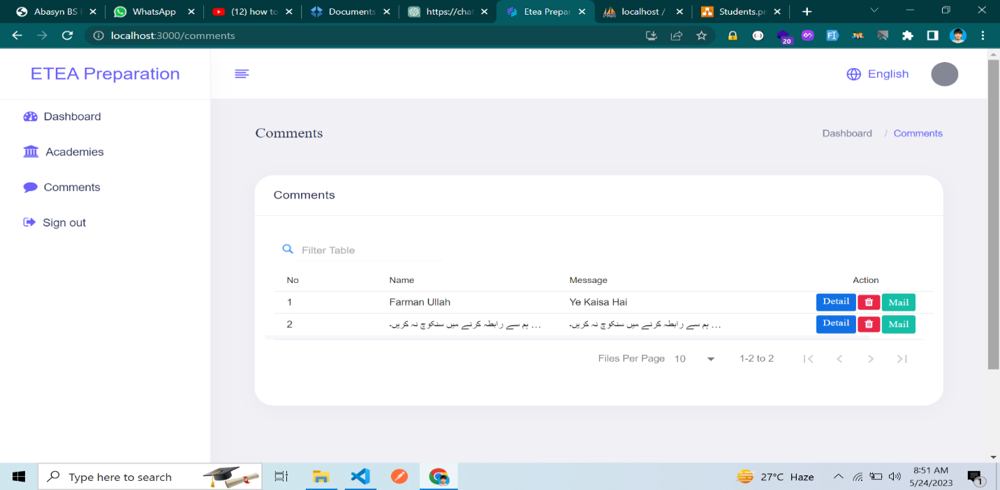 Abasyn BS
WhatsApp
(12) how to
Documents
https://chat
Etea Prepar
localhost /
Students.pr
localhost:3000/comments
20
ETEA Preparation
English
Dashboard
Academies
Comments
Sign out
Comments
Dashboard / Comments
Comments
Filter Table
No Name Message Action
1 Farman Ullah Ye Kaisa Hai Detail Mail
2 ہم سے رابطہ کرنے میں سنکوچ نہ کریں۔ ... ہم سے رابطہ کرنے میں سنکوچ نہ کریں۔ ... Detail Mail
Files Per Page 10 1-2 to 2
Type here to search
27°C Haze
8:51 AM
5/24/2023
1